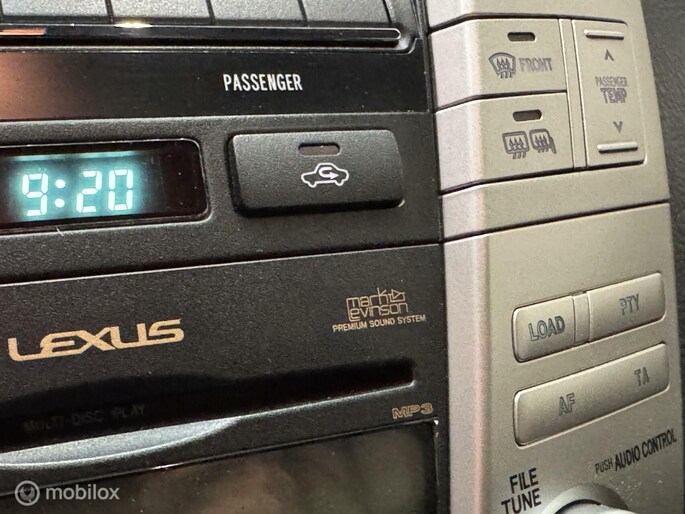 PASSENGER
FRONT
PASSENGER
TEMP
9:20
LEXUS
Mark
Levinson
PREMIUM SOUND SYSTEM
LOAD
PTY
MULTI DISC PLAY
MP3
AF
TA
PUSH AUDIO CONTROL
FILE
TUNE
mobilox